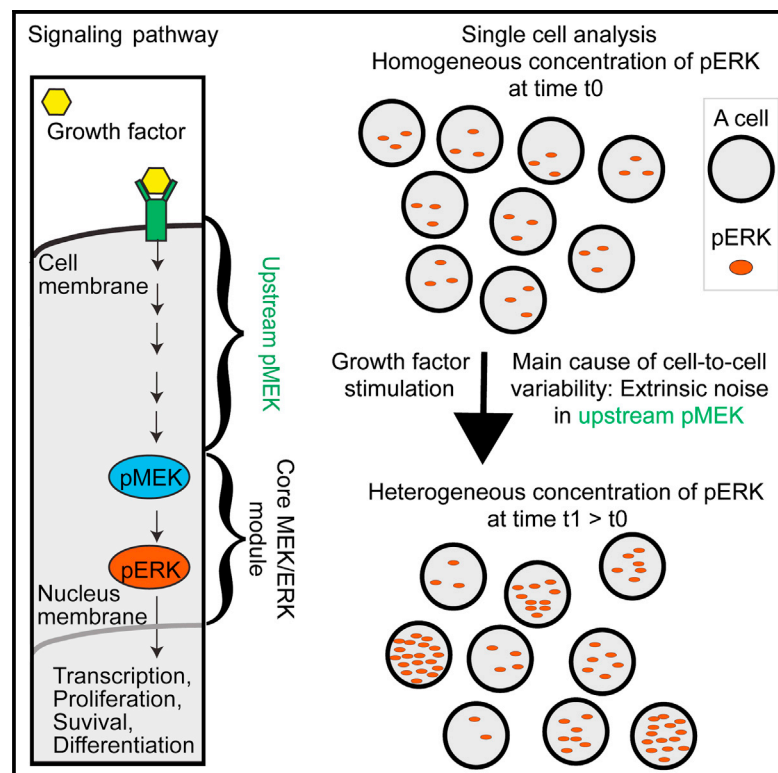 Signaling pathway
Growth factor
Cell
membrane
Upstream pMEK
pMEK
Core MEK/ERK
module
pERK
Nucleus
membrane
Transcription,
Proliferation,
Suvival,
Differentiation
Single cell analysis
Homogeneous concentration of pERK
at time t0
A cell
pERK
Growth factor
stimulation
Main cause of cell-to-cell
variability: Extrinsic noise
in upstream pMEK
Heterogeneous concentration of pERK
at time t1 > t0